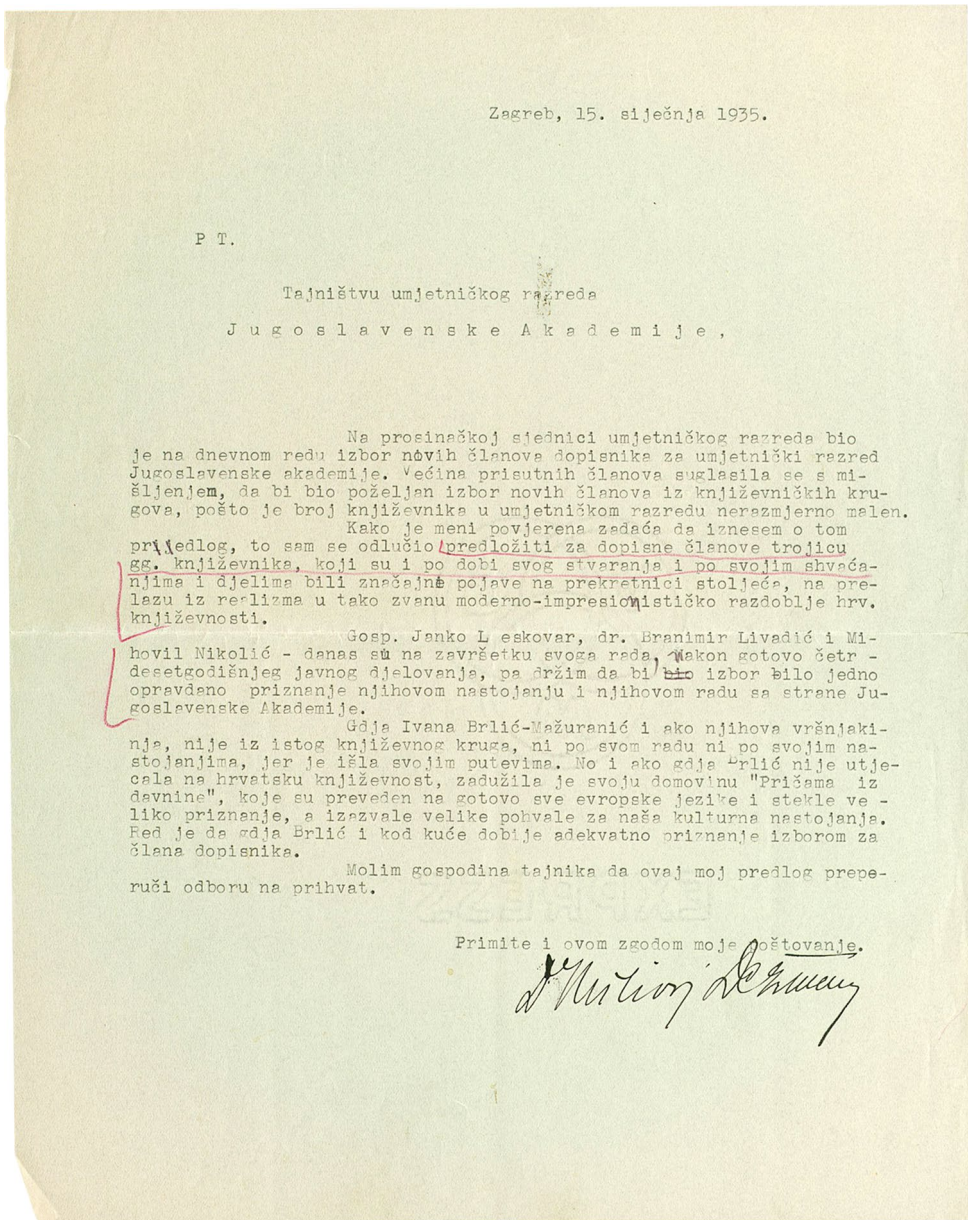 Zagreb, 15. siječnja 1935.
P T.
Tajništvu umjetničkog razreda
J u g o s l a v e n s k e A k a d e m i j e ,
Na prosinačkoj sjednici umjetničkog razreda bio
je na dnevnom redu izbor novih članova dopisnika za umjetnički razred
Jugoslavenske akademije. Većina prisutnih članova suglasila se s mi-
šljenjem, da bi bio poželjan izbor novih članova iz književničkih kru-
gova, pošto je broj književnika u umjetničkom razredu nerazmjerno malen.
Kako je meni povjerena zadaća da iznesem o tom
prijedlog, to sam se odlučio predložiti za dopisne članove trojicu
gg. književnika, koji su i po dobi svog stvaranja i po svojim shvaća-
njima i djelima bili značajne pojave na prekretnici stoljeća, na pre-
lazu iz realizma u tako zvanu moderno-impresionističko razdoblje hrv.
književnosti.
Gosp. Janko L eskovar, dr. Branimir Livadić i Mi-
hovil Nikolić - danas su na završetku svoga rada, nakon gotovo četr -
desetgodišnjeg javnog djelovanja, pa držim da bi bio izbor bilo jedno
opravdano priznanje njihovom nastojanju i njihovom radu sa strane Ju-
goslavenske Akademije.
Gdja Ivana Brlić-Mažuranić i ako njihova vršnjaki-
nja, nije iz istog književnog kruga, ni po svom radu ni po svojim na-
stojanjima, jer je išla svojim putevima. No i ako gdja Brlić nije utje-
cala na hrvatsku književnost, zadužila je svoju domovinu "Pričama iz
davnine", koje su preveden na gotovo sve evropske jezike i stekle ve -
liko priznanje, a izazvale velike pohvale za naša kulturna nastojanja.
Red je da gdja Brlić i kod kuće dobije adekvatno priznanje izborom za
člana dopisnika.
Molim gospodina tajnika da ovaj moj predlog prepe-
ruči odboru na prihvat.
Primite i ovom zgodom moje poštovanje.